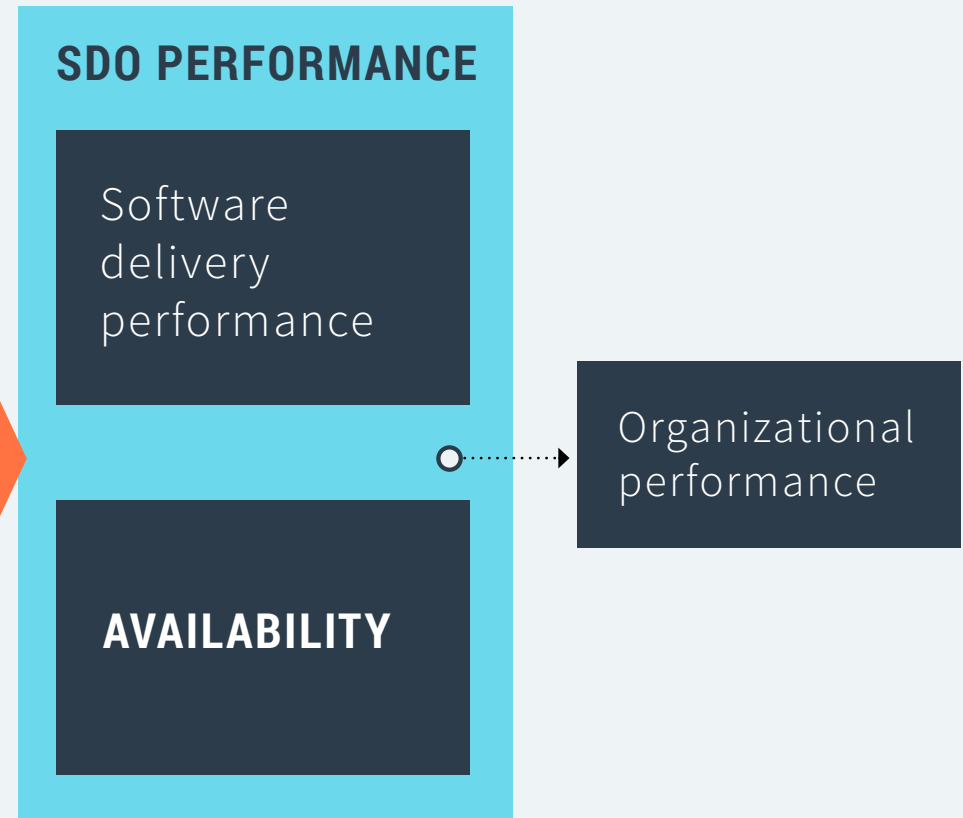 SDO PERFORMANCE
Software
delivery
performance
Organizational
performance
AVAILABILITY